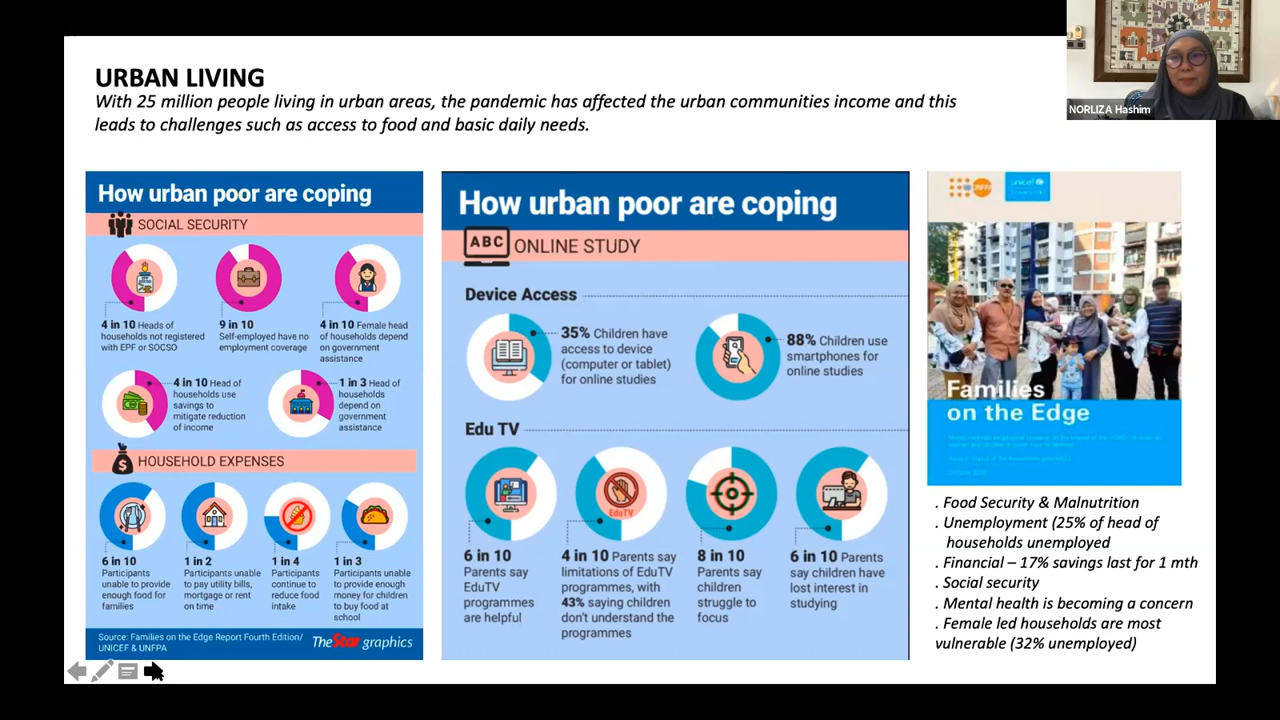 URBAN LIVING
With 25 million people living in urban areas, the pandemic has affected the urban communities income and this
leads to challenges such as access to food and basic daily needs.
NORLIZA Hashim
How urban poor are coping
SOCIAL SECURITY
4 in 10 Heads of
households not registered
with EPF or SOCSO
9 in 10
Self-employed have no
employment coverage
4 in 10 Female head
of households depend
on government
assistance
4 in 10 Head of
households use
savings to
mitigate reduction
of income
1 in 3 Head of
households
depend on
government
assistance
HOUSEHOLD EXPENSES
6 in 10
Participants
unable to provide
enough food for
families
1 in 2
Participants unable
to pay utility bills,
mortgage or rent
on time
1 in 4
Participants
continue to
reduce food
intake
1 in 3
Participants unable
to provide enough
money for children
to buy food at
school
Source: Families on the Edge Report Fourth Edition/
UNICEF & UNFPA
TheStar graphics
How urban poor are coping
ABC ONLINE STUDY
Device Access
35% Children have
access to device
(computer or tablet)
for online studies
88% Children use
smartphones for
online studies
Edu TV
EduTV
6 in 10
Parents say
EduTV
programmes
are helpful
4 in 10 Parents say
limitations of EduTV
programmes, with
43% saying children
don't understand the
programmes
8 in 10
Parents say
children
struggle to
focus
6 in 10 Parents
say children have
lost interest in
studying
UNFPA
unicef
Families
on the Edge
. Food Security & Malnutrition
. Unemployment (25% of head of
households unemployed
. Financial – 17% savings last for 1 mth
. Social security
. Mental health is becoming a concern
. Female led households are most
vulnerable (32% unemployed)